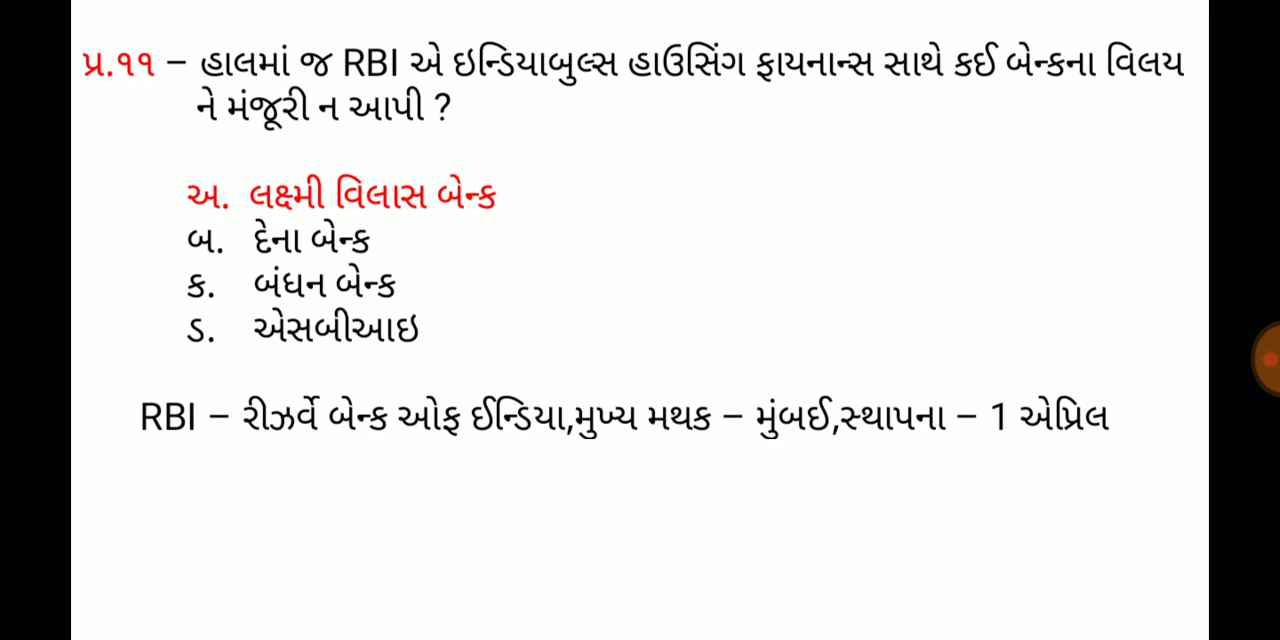 પ્ર.૧૧ – હાલમાં જ RBI એ ઇન્ડિયાબુલ્સ હાઉસિંગ ફાયનાન્સ સાથે કઈ બેન્કના વિલય
ને મંજૂરી ન આપી ?
અ. લક્ષ્મી વિલાસ બેન્ક
બ. દેના બેન્ક
ક. બંધન બેન્ક
ડ. એસબીઆઇ
RBI – રીઝર્વે બેન્ક ઓફ ઈન્ડિયા,મુખ્ય મથક – મુંબઈ,સ્થાપના – 1 એપ્રિલ